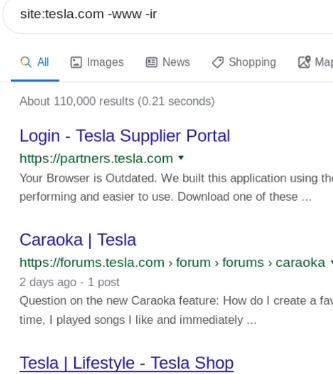 site:tesla.com -www -ir
All Images News Shopping Map
About 110,000 results (0.21 seconds)
Login - Tesla Supplier Portal
https://partners.tesla.com
Your Browser is Outdated. We built this application using the
performing and easier to use. Download one of these ...
Caraoka | Tesla
https://forums.tesla.com › forum › forums › caraoka
2 days ago - 1 post
Question on the new Caraoke feature: How do I create a fav
time, I played songs I like and immediately ...
Tesla | Lifestyle - Tesla Shop